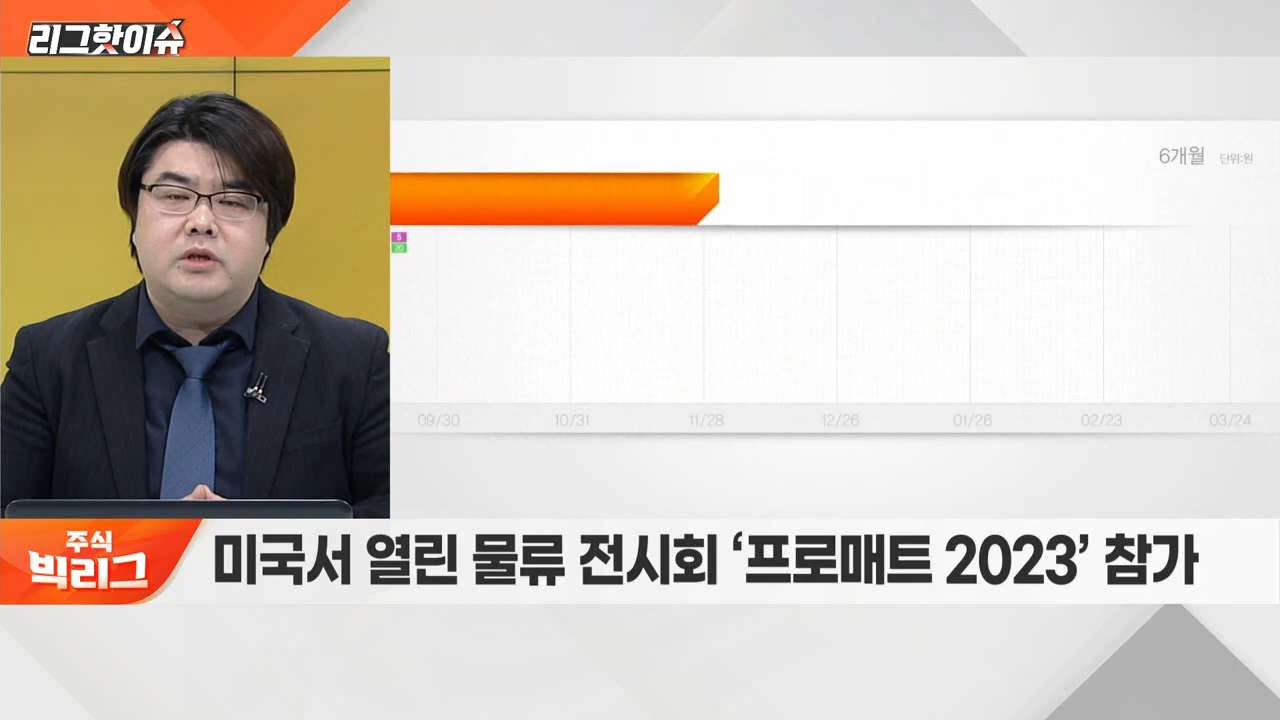 리그핫이슈
6개월 단위:원
5
20
09/30 10/31 11/28 12/26 01/26 02/23 03/24
주식
빅리그
미국서 열린 물류 전시회 ‘프로매트 2023’ 참가